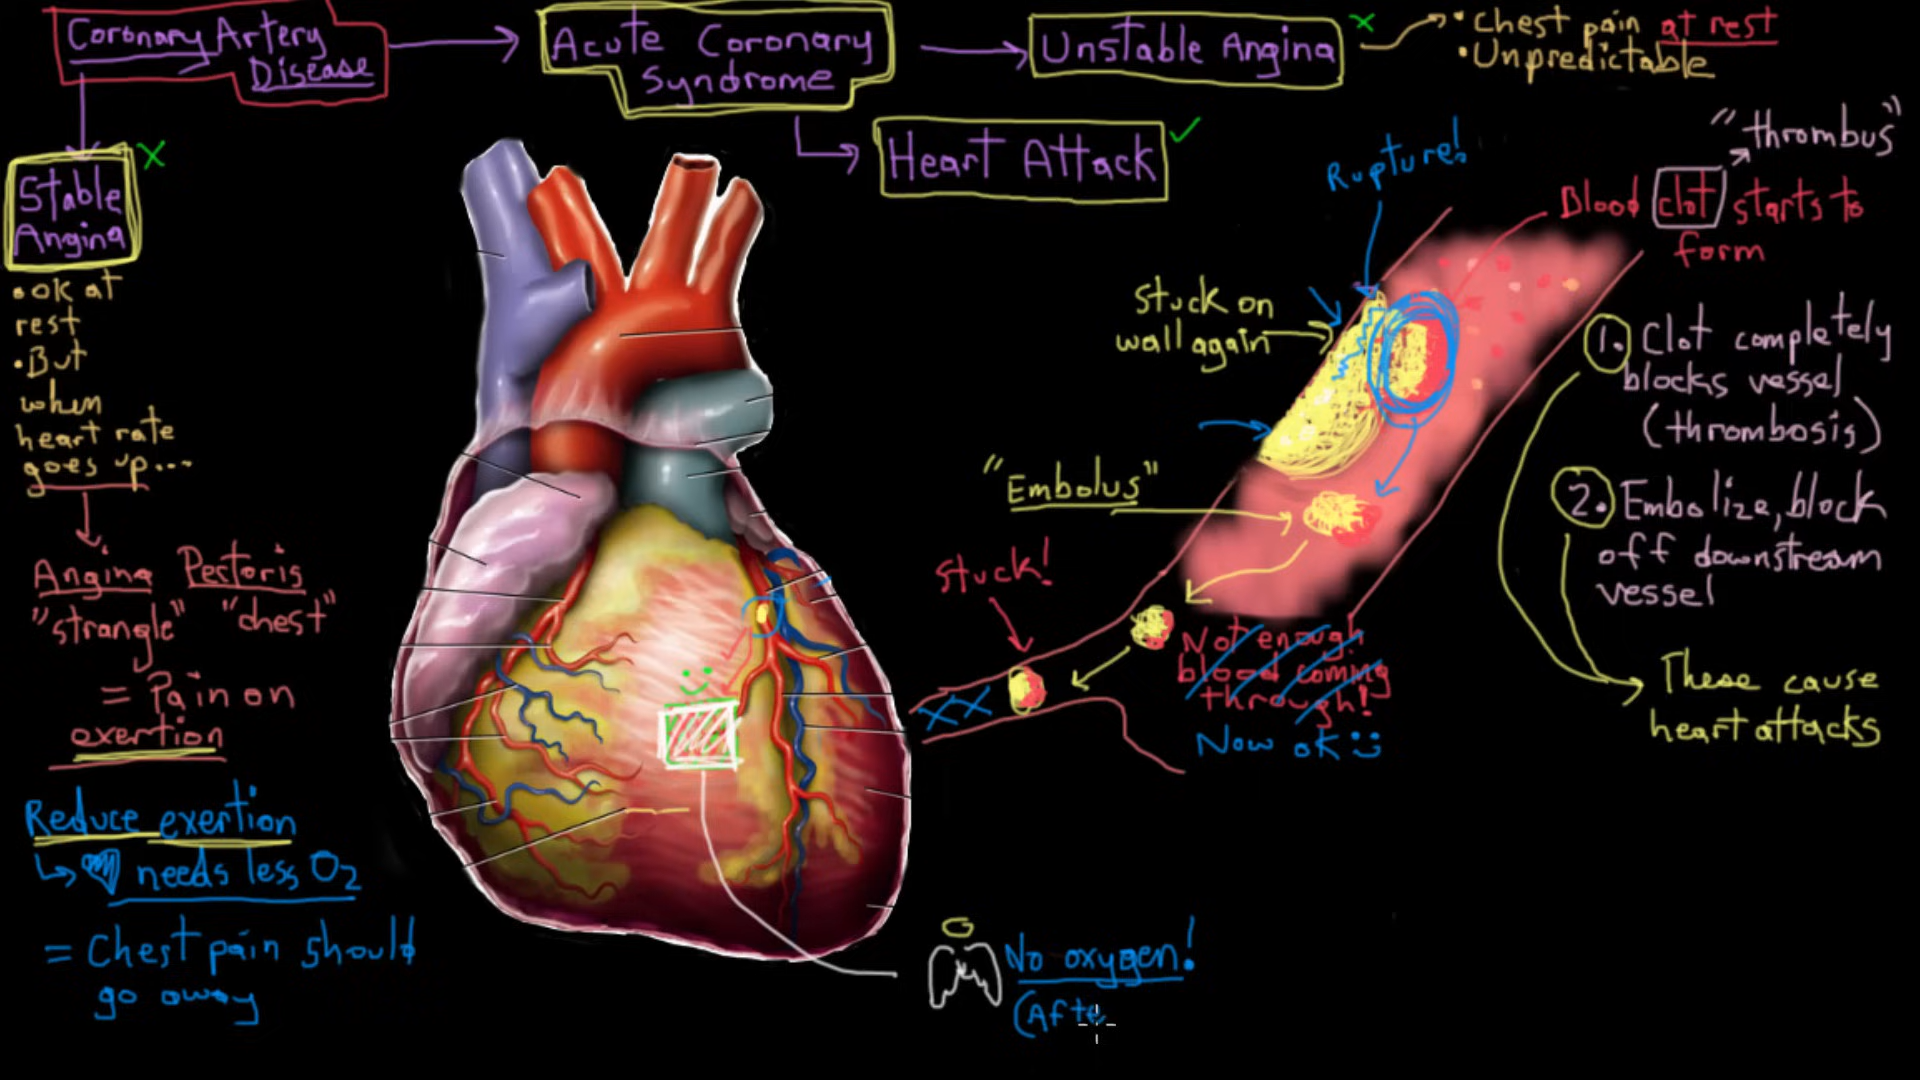 Coronary Artery
Disease
Acute Coronary
Syndrome
Unstable Angina
x
• Chest pain at rest
• Unpredictable
Heart Attack
✓
Stable
Angina
x
• ok at
rest
• But
when
heart rate
goes up...
Angina Pectoris
"strangle" "chest"
= Pain on
exertion
Reduce exertion
needs less O2
= Chest pain should
go away
Rupture!
"thrombus"
Blood clot starts to
form
Stuck on
wall again
"Embolus"
Stuck!
XX
Not enough
blood coming
through!
Now ok
1. Clot completely
blocks vessel
(thrombosis)
2. Embolize, block
off downstream
vessel
These cause
heart attacks
No oxygen!
(Afte